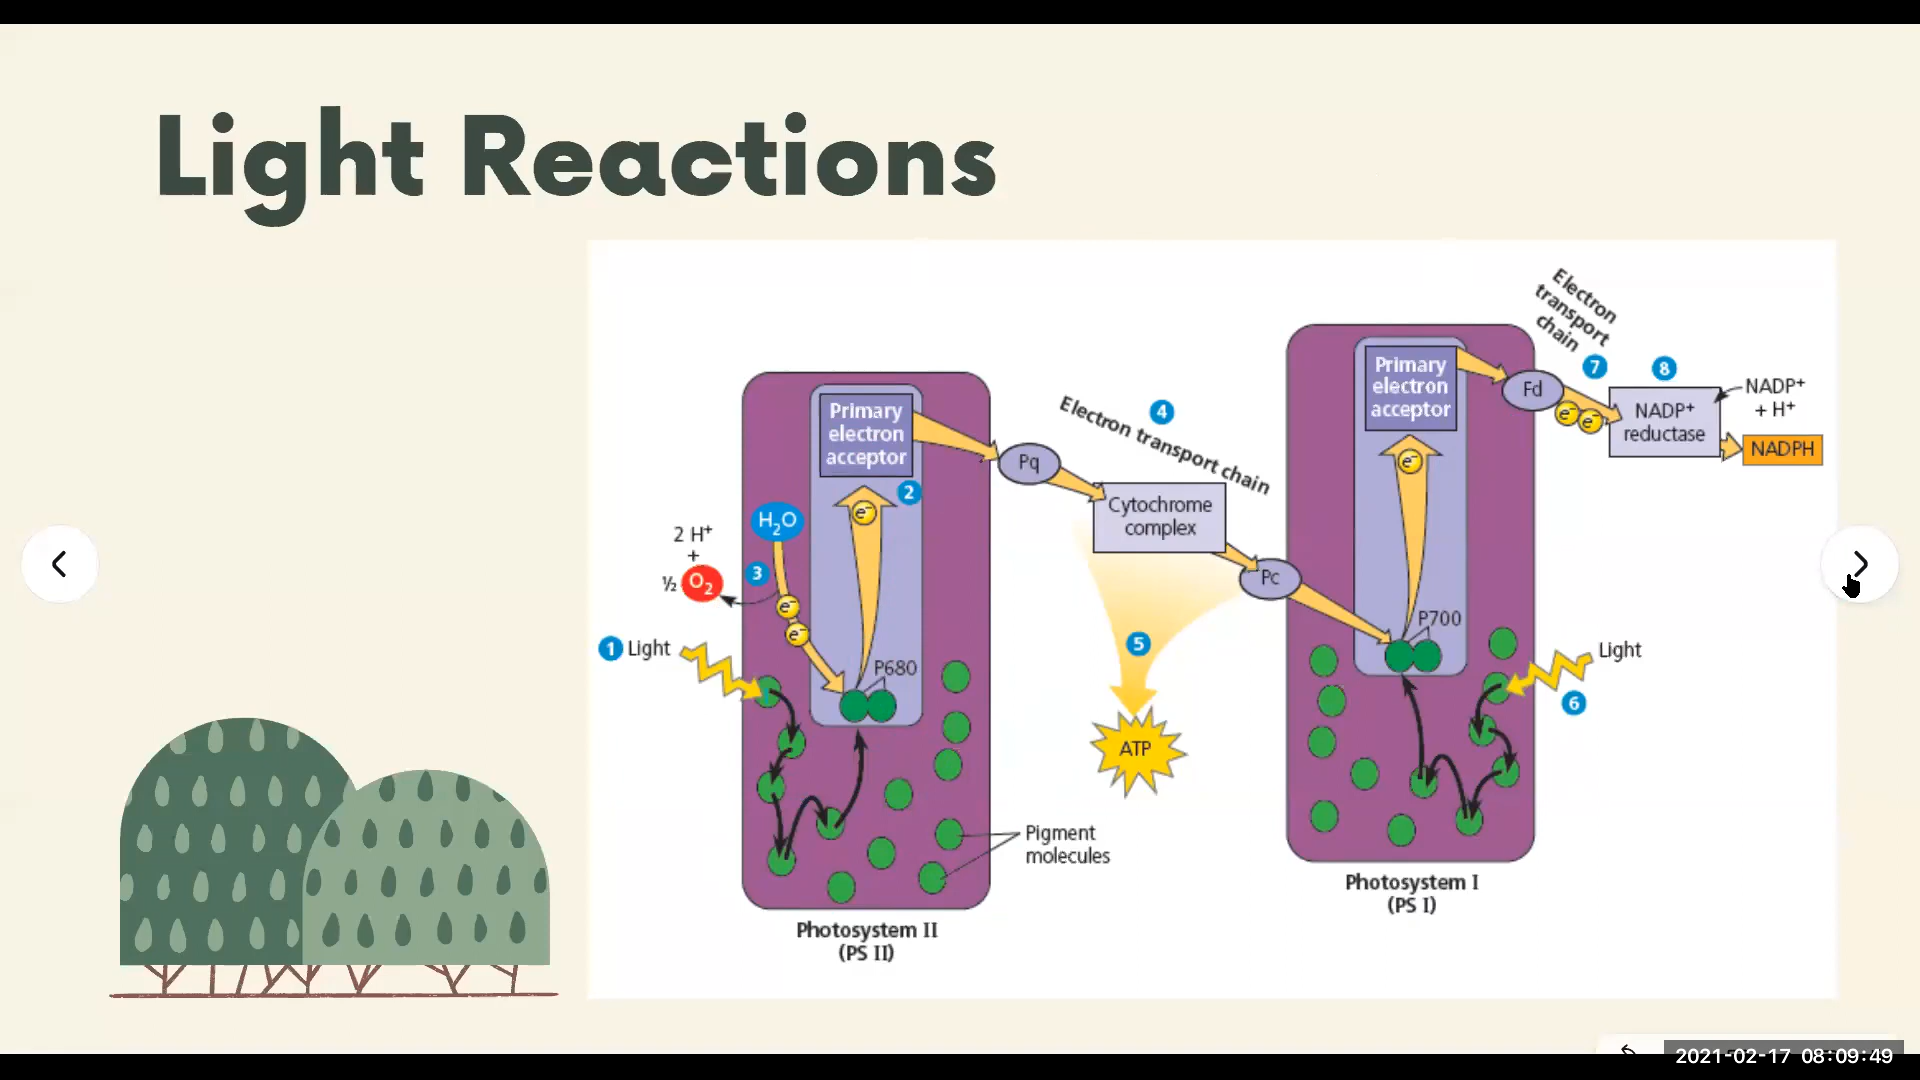 Light Reactions
Electron
transport
chain
7
8
Primary
electron
acceptor
Fd
e⁻
e⁻
NADP⁺
reductase
NADP⁺
+ H⁺
NADPH
4
Electron transport chain
Primary
electron
acceptor
2
Pq
e⁻
e⁻
Cytochrome
complex
H₂O
2 H⁺
+
½ O₂
3
e⁻
e⁻
Pc
P700
5
1 Light
Light
6
P680
ATP
Pigment
molecules
Photosystem I
(PS I)
Photosystem II
(PS II)
2021-02-17 08:09:49